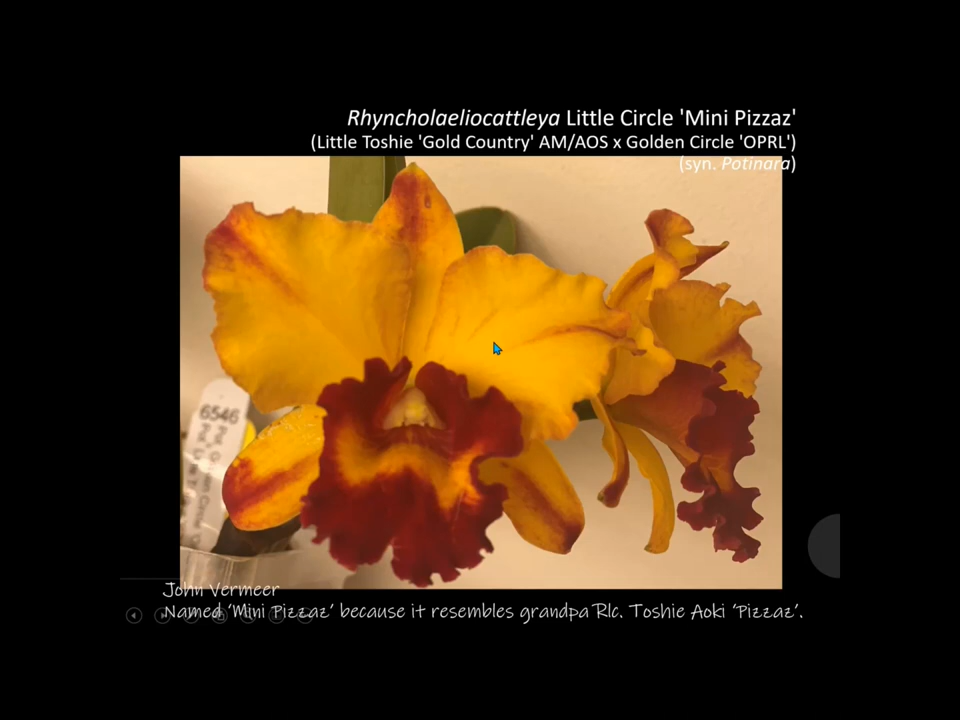 Rhyncholaeliocattleya Little Circle 'Mini Pizzaz'
(Little Toshie 'Gold Country' AM/AOS x Golden Circle 'OPRL')
(syn. Potinara)
6546
John Vermeer
Named 'Mini Pizzaz' because it resembles grandpa Rlc. Toshie Aoki 'Pizzaz'.